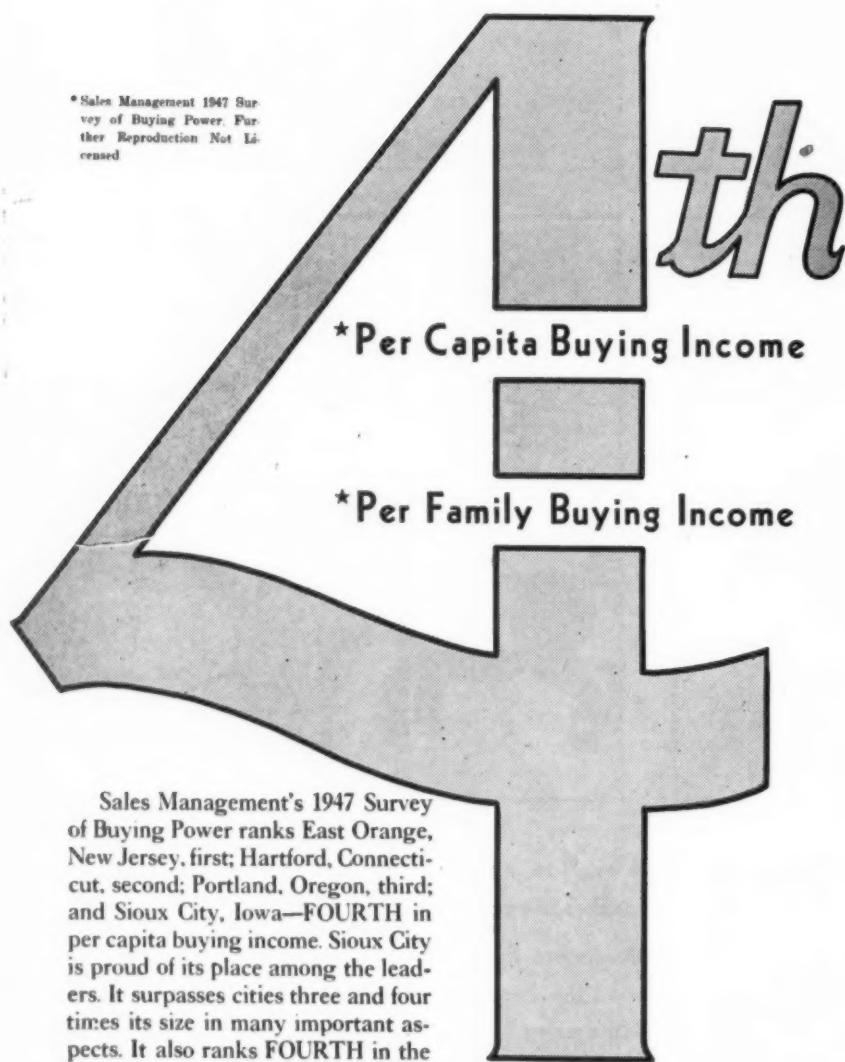 * Sales Management 1947 Sur-
vey of Buying Power. Fur-
ther Reproduction Not Li-
censed
4th
*Per Capita Buying Income
*Per Family Buying Income
Sales Management's 1947 Survey
of Buying Power ranks East Orange,
New Jersey, first; Hartford, Connecti-
cut, second; Portland, Oregon, third;
and Sioux City, Iowa—FOURTH in
per capita buying income. Sioux City
is proud of its place among the lead-
ers. It surpasses cities three and four
times its size in many important as-
pects. It also ranks FOURTH in the